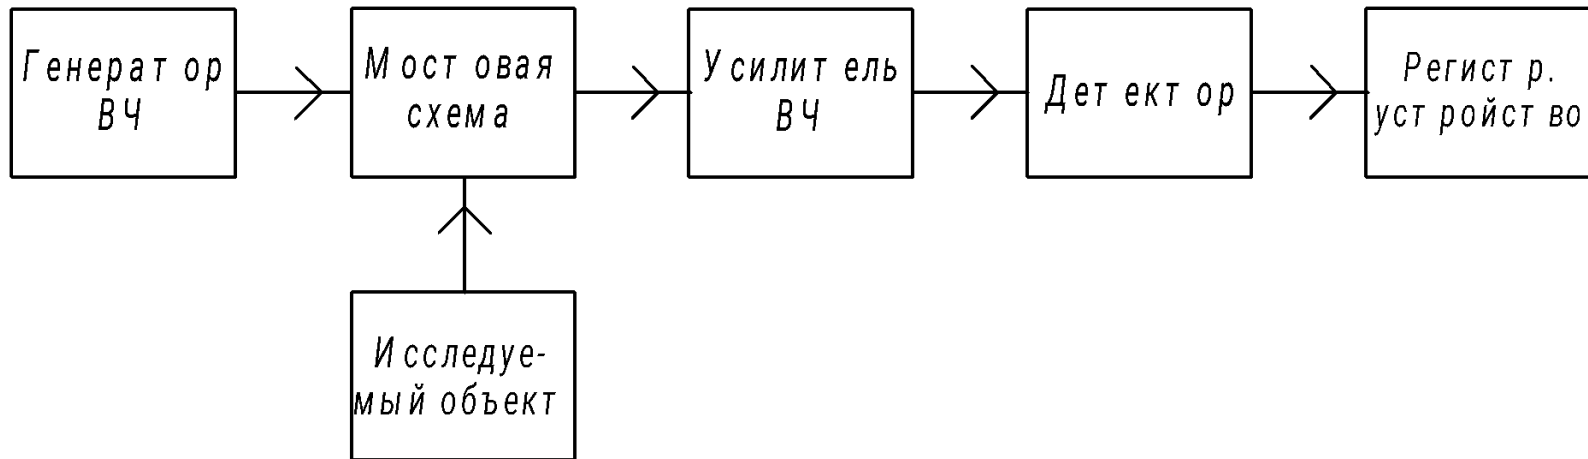 Генератор
ВЧ
Мостовая
схема
Усилитель
ВЧ
Детектор
Регистр.
устройство
Исследуе-
мый объект